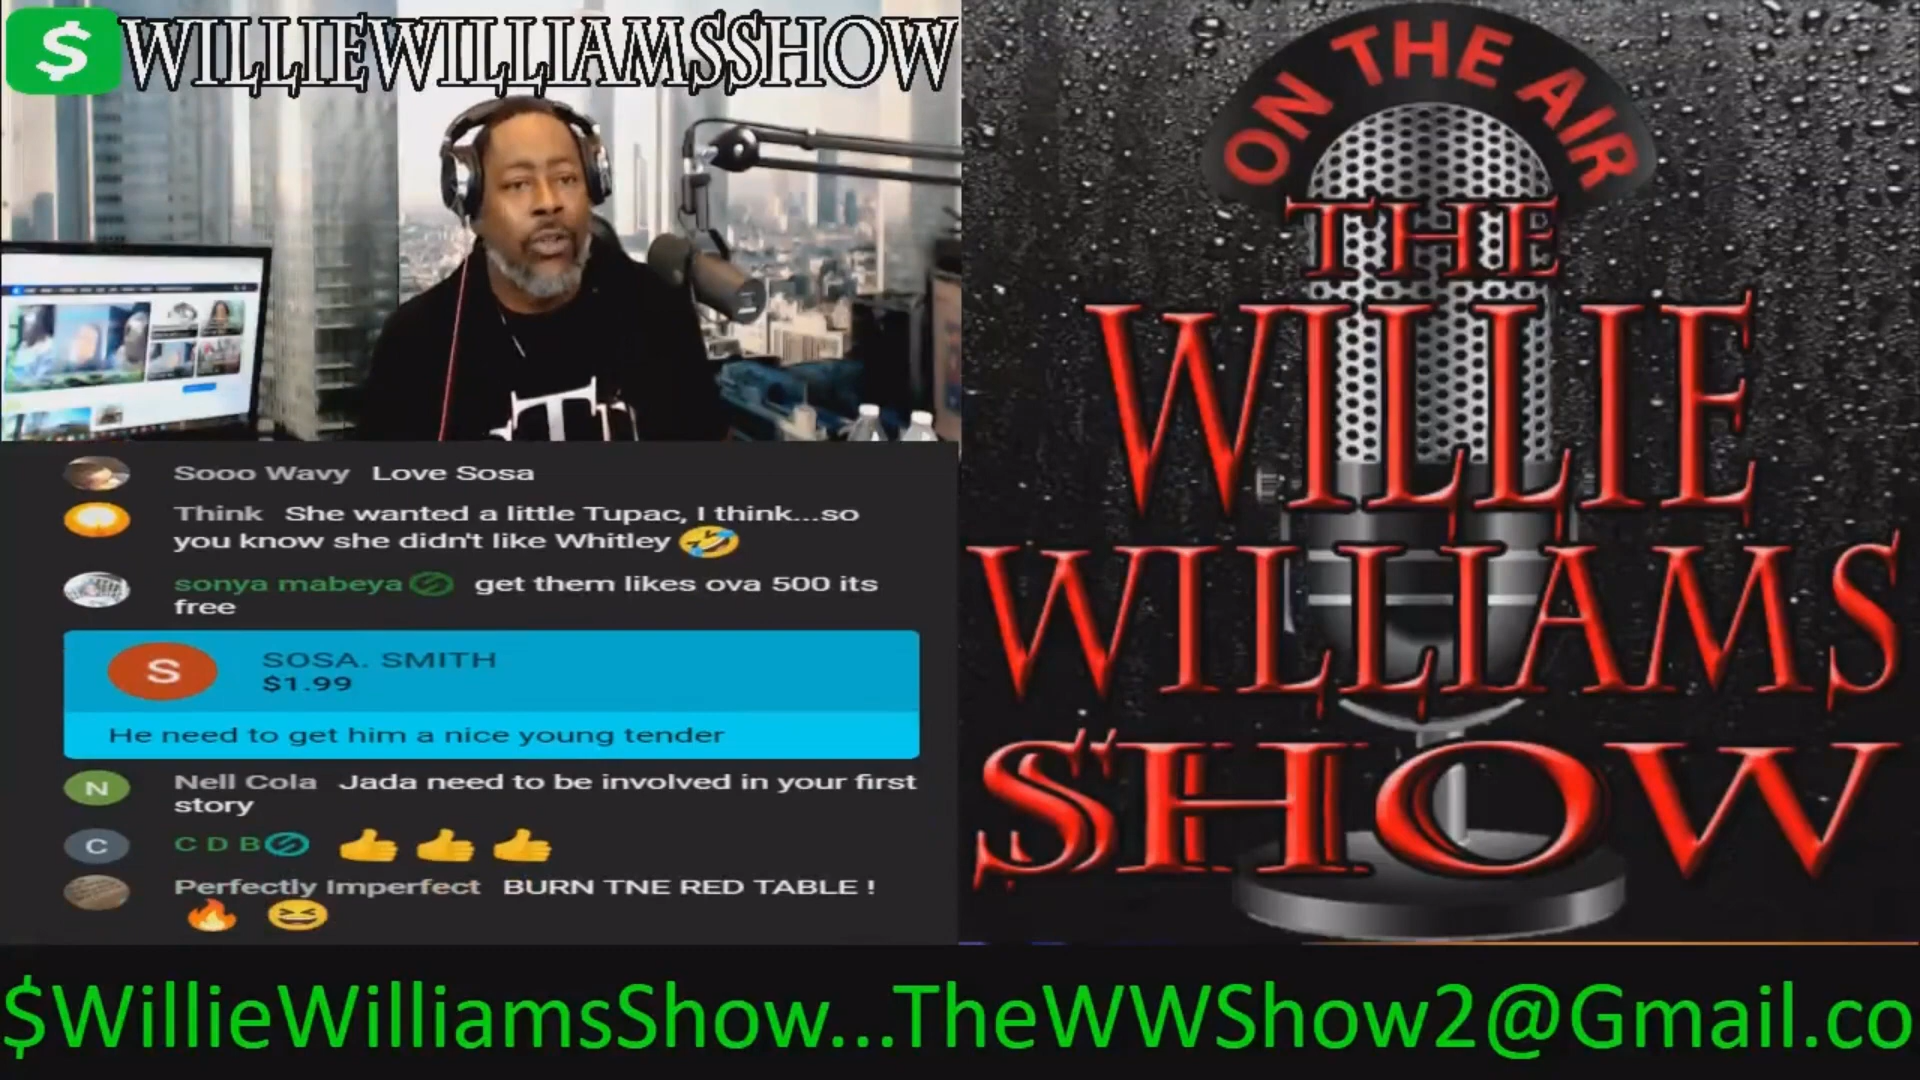 $ WILLIEWILLIAMSSHOW
Sooo Wavy Love Sosa
Think She wanted a little Tupac, I think...so
you know she didn't like Whitley 🤣
sonya mabeya get them likes ova 500 its
free
S SOSA. SMITH
$1.99
He need to get him a nice young tender
N Nell Cola Jada need to be involved in your first
story
C C D B 👍 👍 👍
Perfectly Imperfect BURN TNE RED TABLE !
🔥 😆
ON THE AIR
THE
WILLIE
WILLIAMS
SHOW
$WillieWilliamsShow...TheWWShow2@Gmail.co